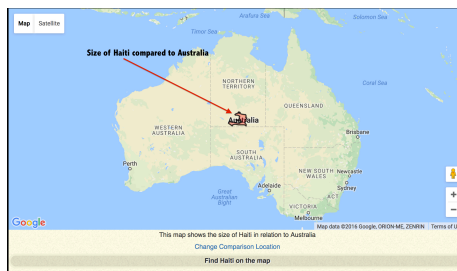 Map Satellite
Arafura Sea
Solomon Sea
Timor Sea
Size of Haiti compared to Australia
Coral Sea
NORTHERN
TERRITORY
QUEENSLAND
Australia
WESTERN
AUSTRALIA
Brisbane
SOUTH
AUSTRALIA
Perth
NEW SOUTH
WALES
Newcastle
Sydney
Great
Australian
Bight
Adelaide
ACT
VICTORIA
Melbourne
Google
Map data ©2016 Google, ORION-ME, ZENRIN Terms of U
This map shows the size of Haiti in relation to Australia
Change Comparison Location
Find Haiti on the map